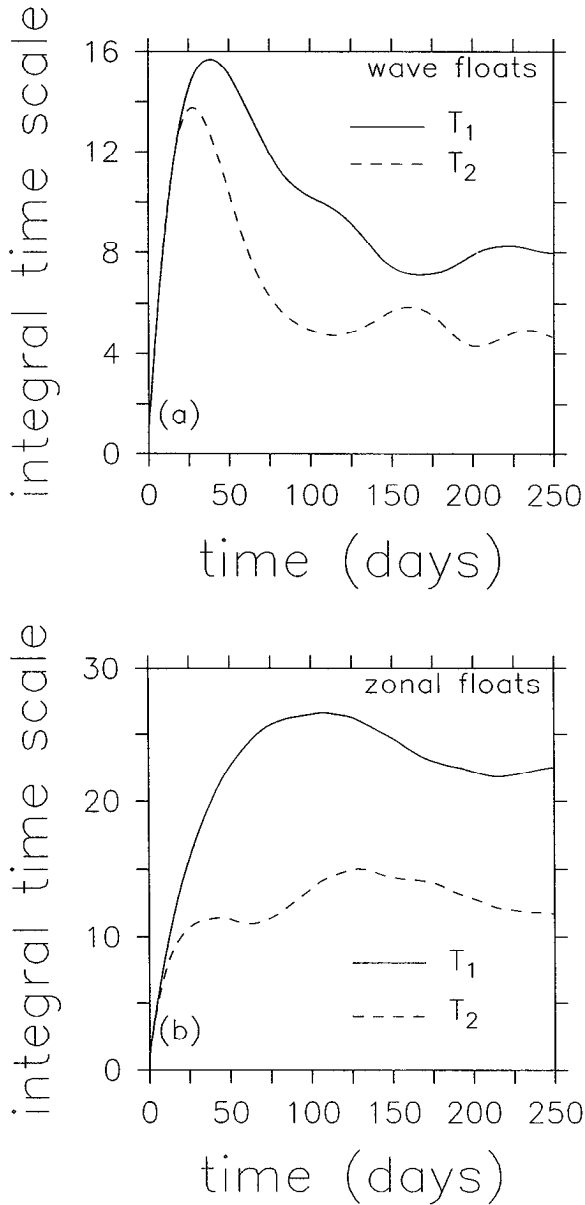 integral time scale
16
12
8
4
0
wave floats
T1
T2
(a)
0 50 100 150 200 250
time (days)
integral time scale
30
20
10
0
zonal floats
T1
T2
(b)
0 50 100 150 200 250
time (days)